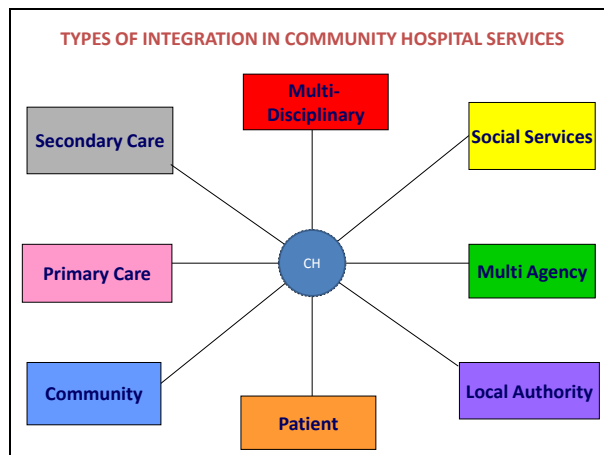 TYPES OF INTEGRATION IN COMMUNITY HOSPITAL SERVICES
Multi-
Disciplinary
Secondary Care
Social Services
CH
Primary Care
Multi Agency
Community
Local Authority
Patient